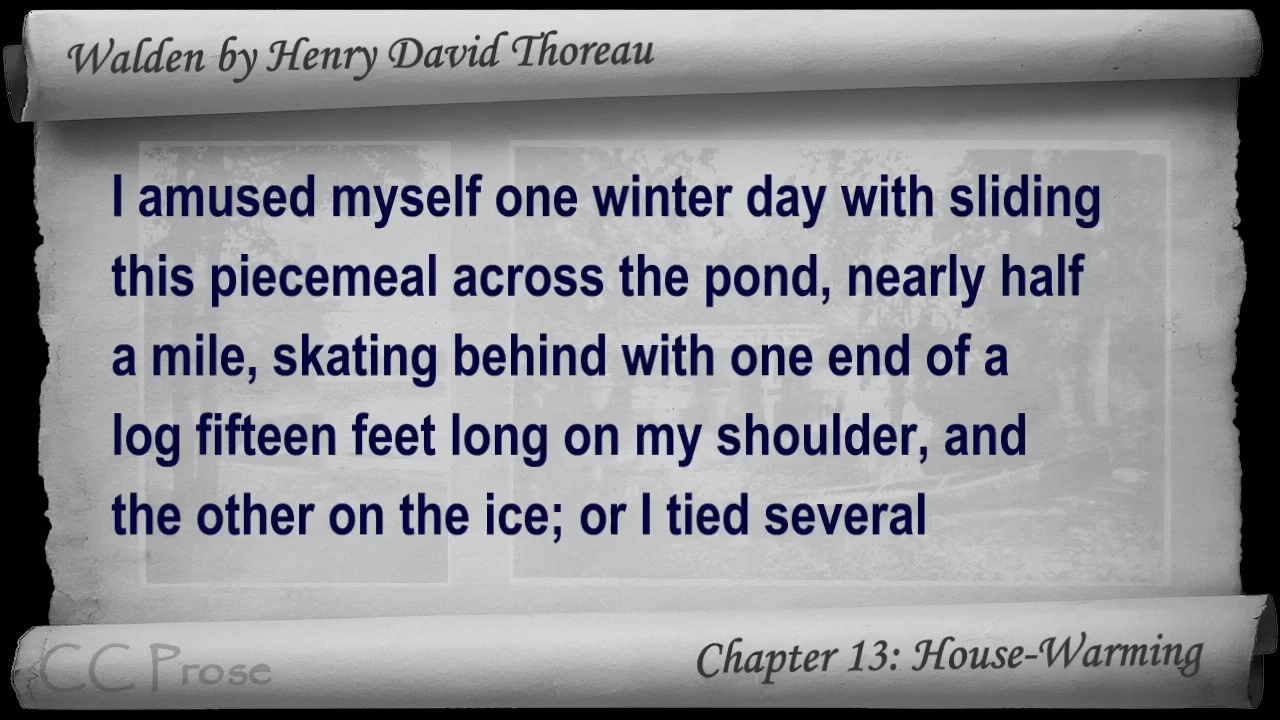 Walden by Henry David Thoreau
I amused myself one winter day with sliding
this piecemeal across the pond, nearly half
a mile, skating behind with one end of a
log fifteen feet long on my shoulder, and
the other on the ice; or I tied several
CC Prose
Chapter 13: House-Warming